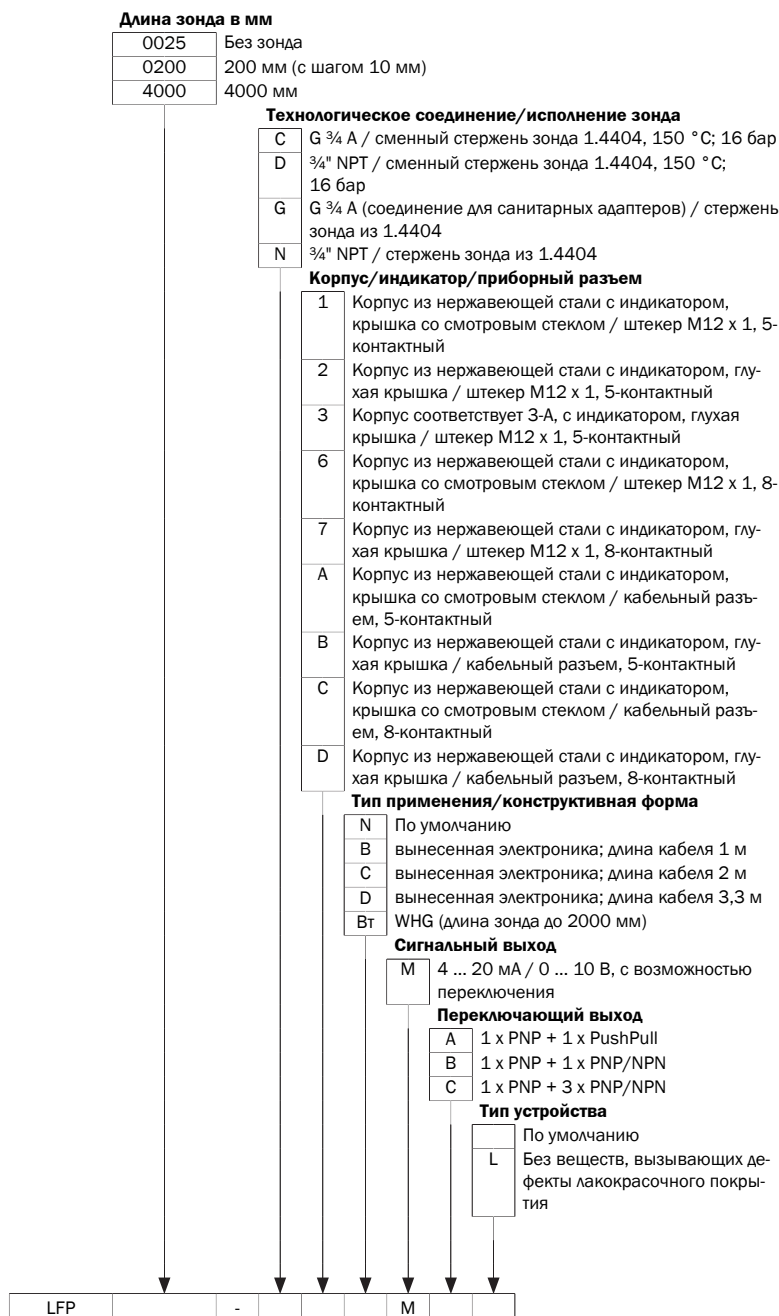 Длина зонда в мм
0025 Без зонда
0200 200 мм (с шагом 10 мм)
4000 4000 мм
Технологическое соединение/исполнение зонда
C G ¾ A / сменный стержень зонда 1.4404, 150 °C; 16 бар
D ¾" NPT / сменный стержень зонда 1.4404, 150 °C;
16 бар
G G ¾ A (соединение для санитарных адаптеров) / стержень
зонда из 1.4404
N ¾" NPT / стержень зонда из 1.4404
Корпус/индикатор/приборный разъем
1 Корпус из нержавеющей стали с индикатором,
крышка со смотровым стеклом / штекер M12 x 1, 5-
контактный
2 Корпус из нержавеющей стали с индикатором, глу-
хая крышка / штекер M12 x 1, 5-контактный
3 Корпус соответствует 3-A, с индикатором, глухая
крышка / штекер M12 x 1, 5-контактный
6 Корпус из нержавеющей стали с индикатором,
крышка со смотровым стеклом / штекер M12 x 1, 8-
контактный
7 Корпус из нержавеющей стали с индикатором, глу-
хая крышка / штекер M12 x 1, 8-контактный
A Корпус из нержавеющей стали с индикатором,
крышка со смотровым стеклом / кабельный разъ-
ем, 5-контактный
B Корпус из нержавеющей стали с индикатором, глу-
хая крышка / кабельный разъем, 5-контактный
C Корпус из нержавеющей стали с индикатором,
крышка со смотровым стеклом / кабельный разъ-
ем, 8-контактный
D Корпус из нержавеющей стали с индикатором, глу-
хая крышка / кабельный разъем, 8-контактный
Тип применения/конструктивная форма
N По умолчанию
B вынесенная электроника; длина кабеля 1 м
C вынесенная электроника; длина кабеля 2 м
D вынесенная электроника; длина кабеля 3,3 м
Вт WHG (длина зонда до 2000 мм)
Сигнальный выход
M 4 ... 20 мА / 0 ... 10 В, с возможностью
переключения
Переключающий выход
A 1 x PNP + 1 x PushPull
B 1 x PNP + 1 x PNP/NPN
C 1 x PNP + 3 x PNP/NPN
Тип устройства
По умолчанию
L Без веществ, вызывающих де-
фекты лакокрасочного покры-
тия
LFP - M